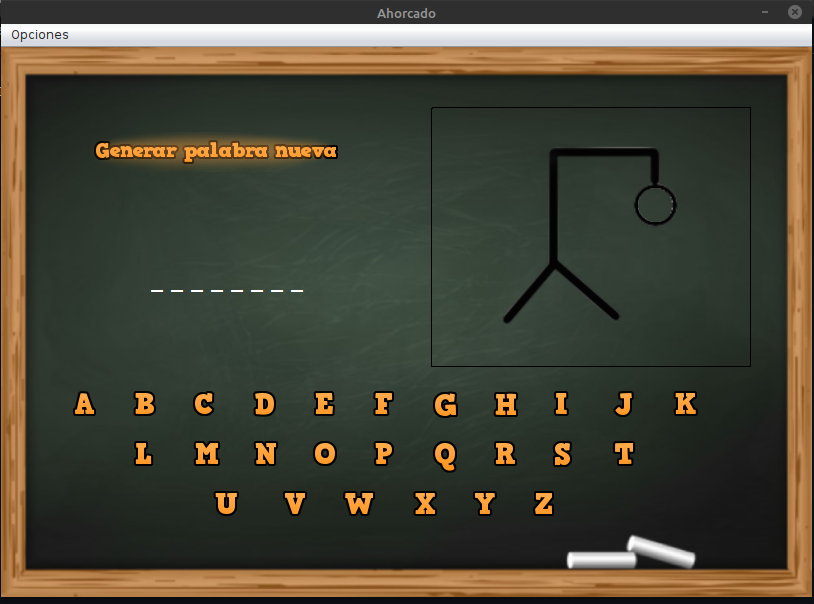 Ahorcado
Opciones
Generar palabra nueva
_ _ _ _ _ _ _ _
A B C D E F G H I J K
L M N O P Q R S T
U V W X Y Z